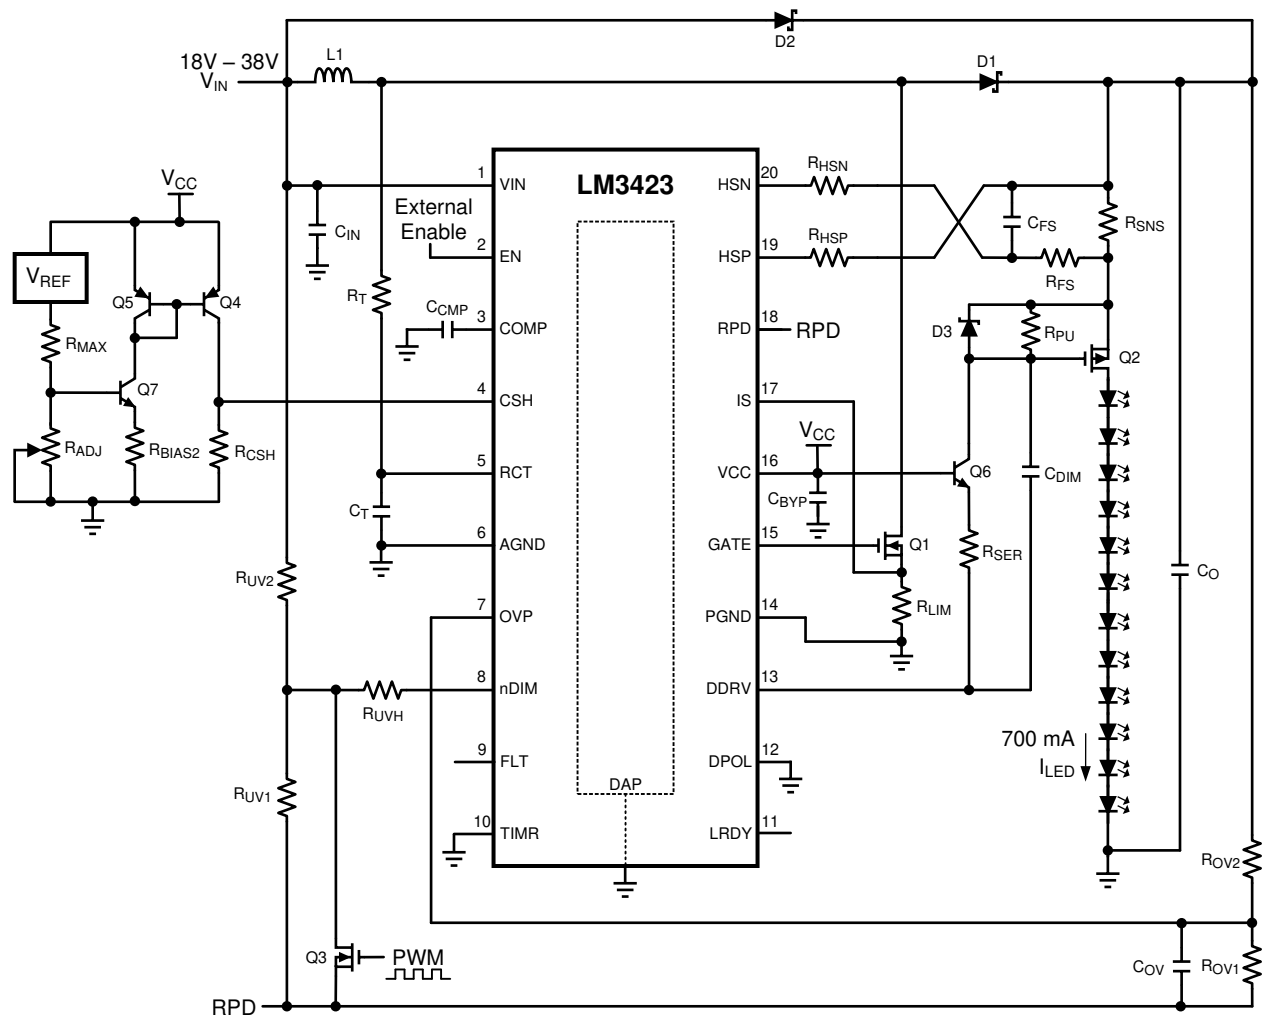 D2
18V – 38V
VIN
L1
D1
1
VIN
LM3423
HSN
20
RHSN
VCC
External
Enable
CIN
2
EN
HSP
19
RHSP
CFS
RSNS
RFS
VREF
Q5
Q4
RT
CCMP
3
COMP
RPD
18
RPD
D3
RPU
Q2
RMAX
Q7
4
CSH
IS
17
RADJ
RBIAS2
RCSH
VCC
5
RCT
VCC
16
Q6
CDIM
CBYP
CT
6
AGND
GATE
15
Q1
RSER
CO
RUV2
RLIM
7
OVP
PGND
14
8
nDIM
DDRV
13
RUVH
700 mA
ILED
9
FLT
DPOL
12
RUV1
DAP
10
TIMR
LRDY
11
ROV2
Q3
PWM
COV
ROV1
RPD